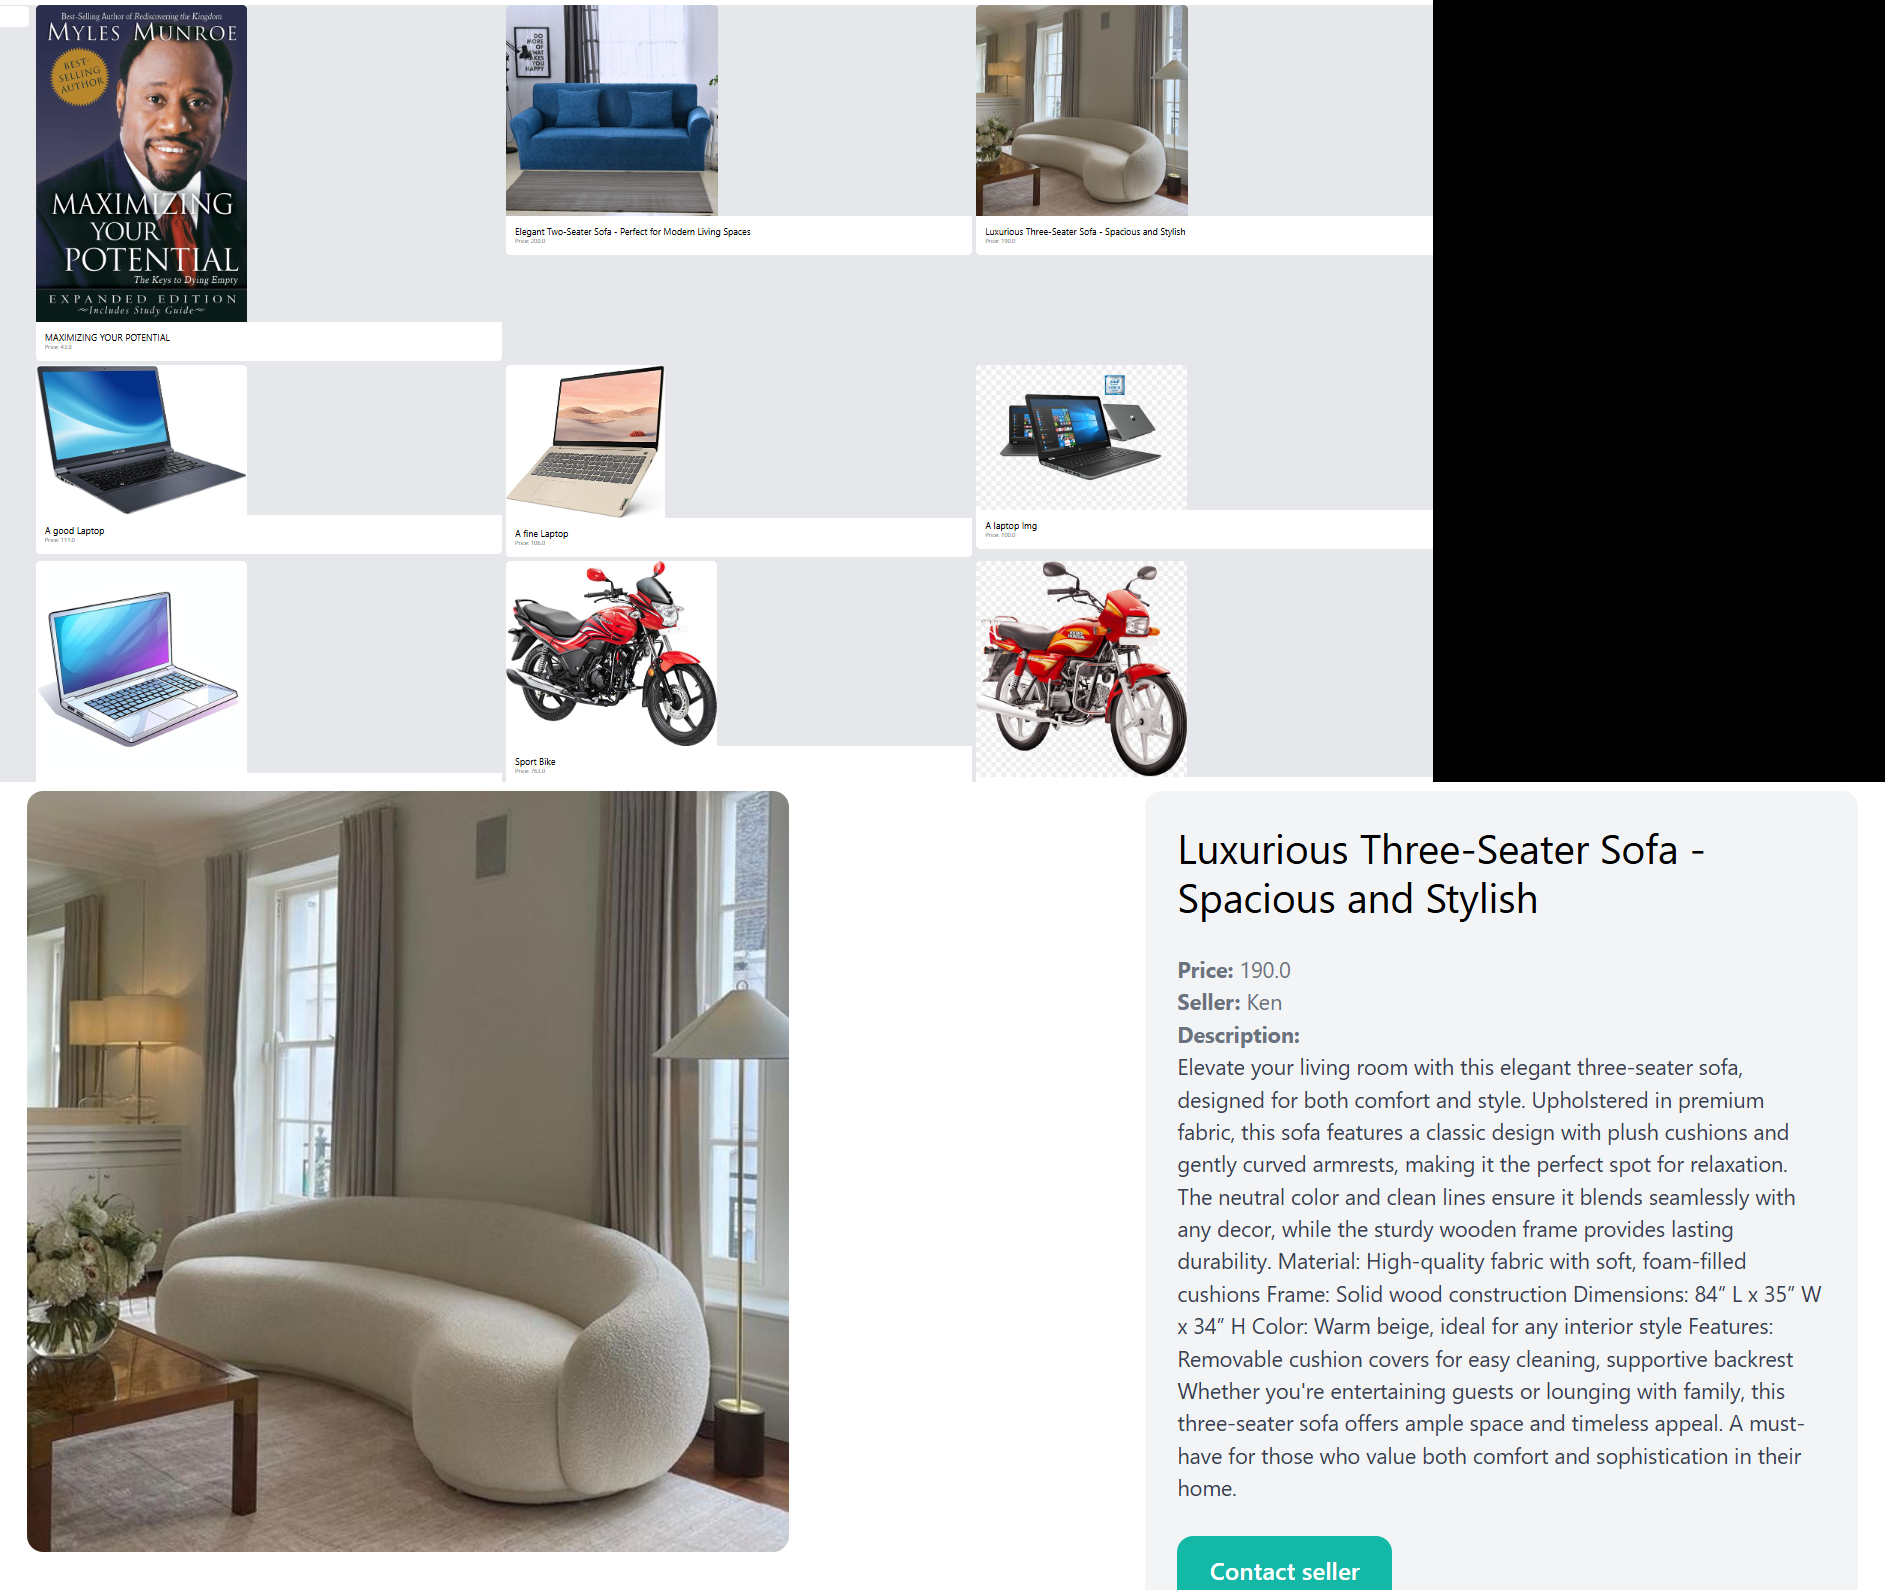 Best-Selling Author of Rediscovering the Kingdom
MYLES MUNROE
BEST-
SELLING
AUTHOR
MAXIMIZING
YOUR
POTENTIAL
The Keys to Dying Empty
EXPANDED EDITION
~Includes Study Guide~
MAXIMIZING YOUR POTENTIAL
Price: 43.0
DO
MORE
OF
WHAT
MAKES
YOU
HAPPY
Elegant Two-Seater Sofa - Perfect for Modern Living Spaces
Price: 200.0
Luxurious Three-Seater Sofa - Spacious and Stylish
Price: 190.0
A good Laptop
Price: 111.0
A fine Laptop
Price: 106.0
A laptop Img
Price: 100.0
Sport Bike
Price: 763.0
Luxurious Three-Seater Sofa -
Spacious and Stylish
Price: 190.0
Seller: Ken
Description:
Elevate your living room with this elegant three-seater sofa,
designed for both comfort and style. Upholstered in premium
fabric, this sofa features a classic design with plush cushions and
gently curved armrests, making it the perfect spot for relaxation.
The neutral color and clean lines ensure it blends seamlessly with
any decor, while the sturdy wooden frame provides lasting
durability. Material: High-quality fabric with soft, foam-filled
cushions Frame: Solid wood construction Dimensions: 84” L x 35” W
x 34” H Color: Warm beige, ideal for any interior style Features:
Removable cushion covers for easy cleaning, supportive backrest
Whether you're entertaining guests or lounging with family, this
three-seater sofa offers ample space and timeless appeal. A must-
have for those who value both comfort and sophistication in their
home.
Contact seller